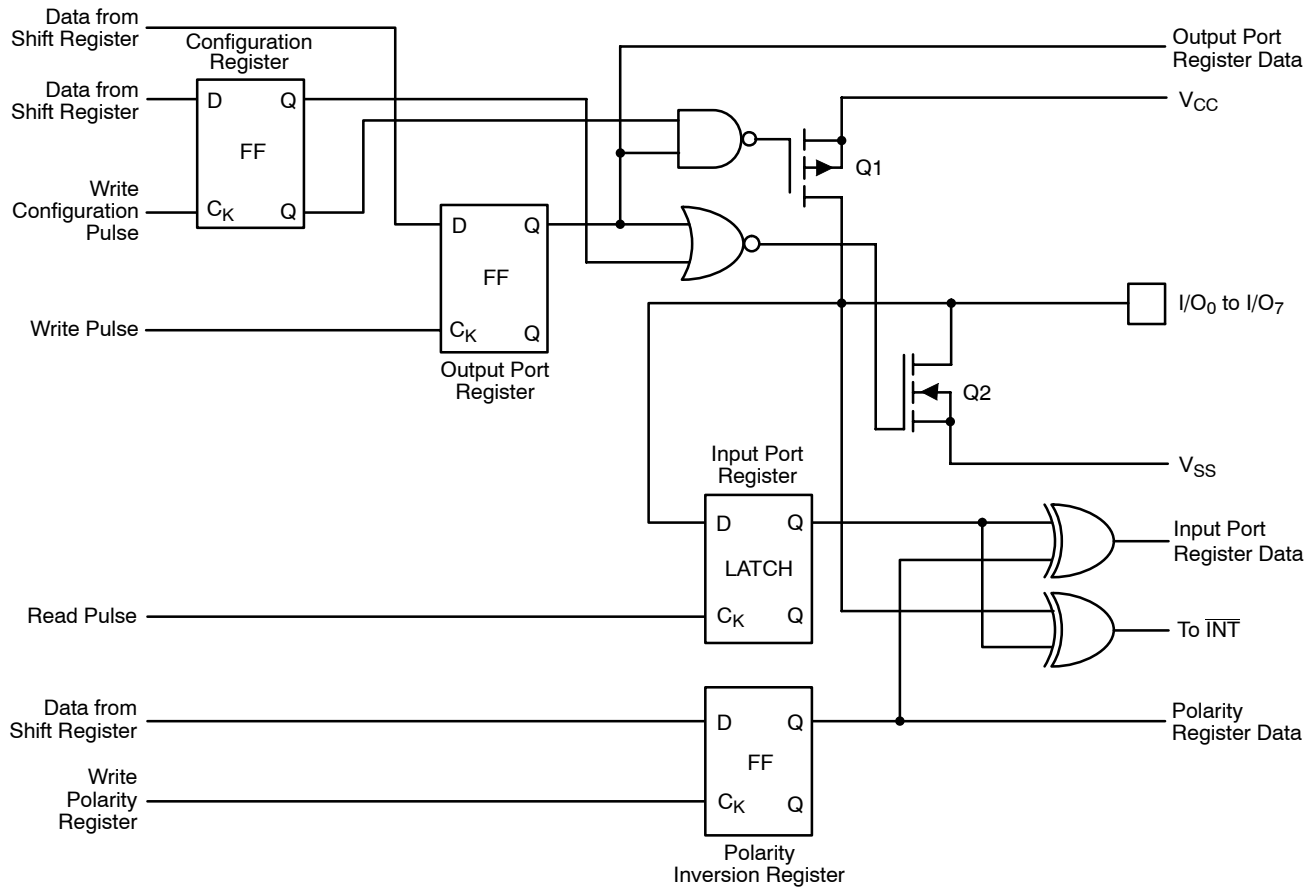 Data from
Shift Register
Configuration
Register
Output Port
Register Data
Data from
Shift Register
D
Q
FF
VCC
Q1
Write
Configuration
Pulse
CK
Q
D
Q
FF
I/O0 to I/O7
Write Pulse
CK
Q
Output Port
Register
Q2
Input Port
Register
VSS
D
Q
LATCH
Input Port
Register Data
Read Pulse
CK
Q
To INT
Data from
Shift Register
D
Q
FF
Polarity
Register Data
Write
Polarity
Register
CK
Q
Polarity
Inversion Register